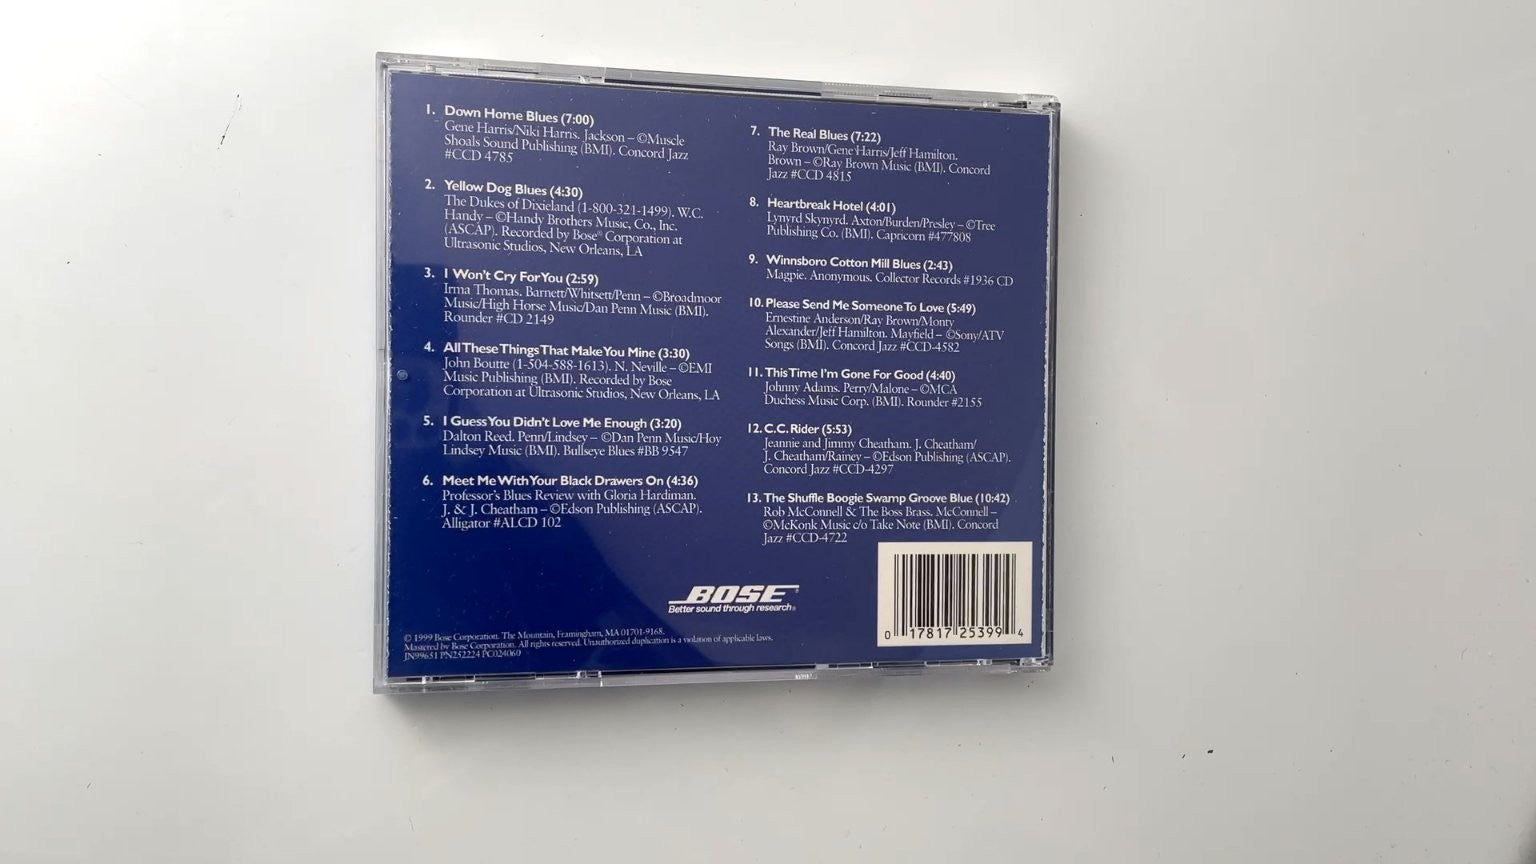 1. Down Home Blues (7:00)
Gene Harris/Niki Harris. Jackson – ©Muscle
Shoals Sound Publishing (BMI). Concord Jazz
#CCD 4785
2. Yellow Dog Blues (4:30)
The Dukes of Dixieland (1-800-321-1499). W.C.
Handy – ©Handy Brothers Music, Co., Inc.
(ASCAP). Recorded by Bose® Corporation at
Ultrasonic Studios, New Orleans, LA
3. I Won't Cry For You (2:59)
Irma Thomas. Barnett/Whitsett/Penn – ©Broadmoor
Music/High Horse Music/Dan Penn Music (BMI).
Rounder #CD 2149
4. All These Things That Make You Mine (3:30)
John Boutte (1-504-588-1613). N. Neville – ©EMI
Music Publishing (BMI). Recorded by Bose
Corporation at Ultrasonic Studios, New Orleans, LA
5. I Guess You Didn't Love Me Enough (3:20)
Dalton Reed. Penn/Lindsey – ©Dan Penn Music/Hoy
Lindsey Music (BMI). Bullseye Blues #BB 9547
6. Meet Me With Your Black Drawers On (4:36)
Professor's Blues Review with Gloria Hardiman.
J. & J. Cheatham – ©Edson Publishing (ASCAP).
Alligator #ALCD 102
7. The Real Blues (7:22)
Ray Brown/Gene Harris/Jeff Hamilton.
Brown – ©Ray Brown Music (BMI). Concord
Jazz #CCD 4815
8. Heartbreak Hotel (4:01)
Lynyrd Skynyrd. Axton/Burden/Presley – ©Tree
Publishing Co. (BMI). Capricorn #477808
9. Winnsboro Cotton Mill Blues (2:43)
Magpie. Anonymous. Collector Records #1936 CD
10. Please Send Me Someone To Love (5:49)
Ernestine Anderson/Ray Brown/Monty
Alexander/Jeff Hamilton. Mayfield – ©Sony/ATV
Songs (BMI). Concord Jazz #CCD-4582
11. This Time I'm Gone For Good (4:40)
Johnny Adams. Perry/Malone – ©MCA
Duchess Music Corp. (BMI). Rounder #2155
12. C.C. Rider (5:53)
Jeannie and Jimmy Cheatham. J. Cheatham/
J. Cheatham/Rainey – ©Edson Publishing (ASCAP).
Concord Jazz #CCD-4297
13. The Shuffle Boogie Swamp Groove Blue (10:42)
Rob McConnell & The Boss Brass. McConnell –
©McKonk Music c/o Take Note (BMI). Concord
Jazz #CCD-4722
BOSE®
Better sound through research®
0 17817 25399 4
© 1999 Bose Corporation. The Mountain, Framingham, MA 01701-9168.
Mastered by Bose Corporation. All rights reserved. Unauthorized duplication is a violation of applicable laws.
JN99651 PN252224 PC024060